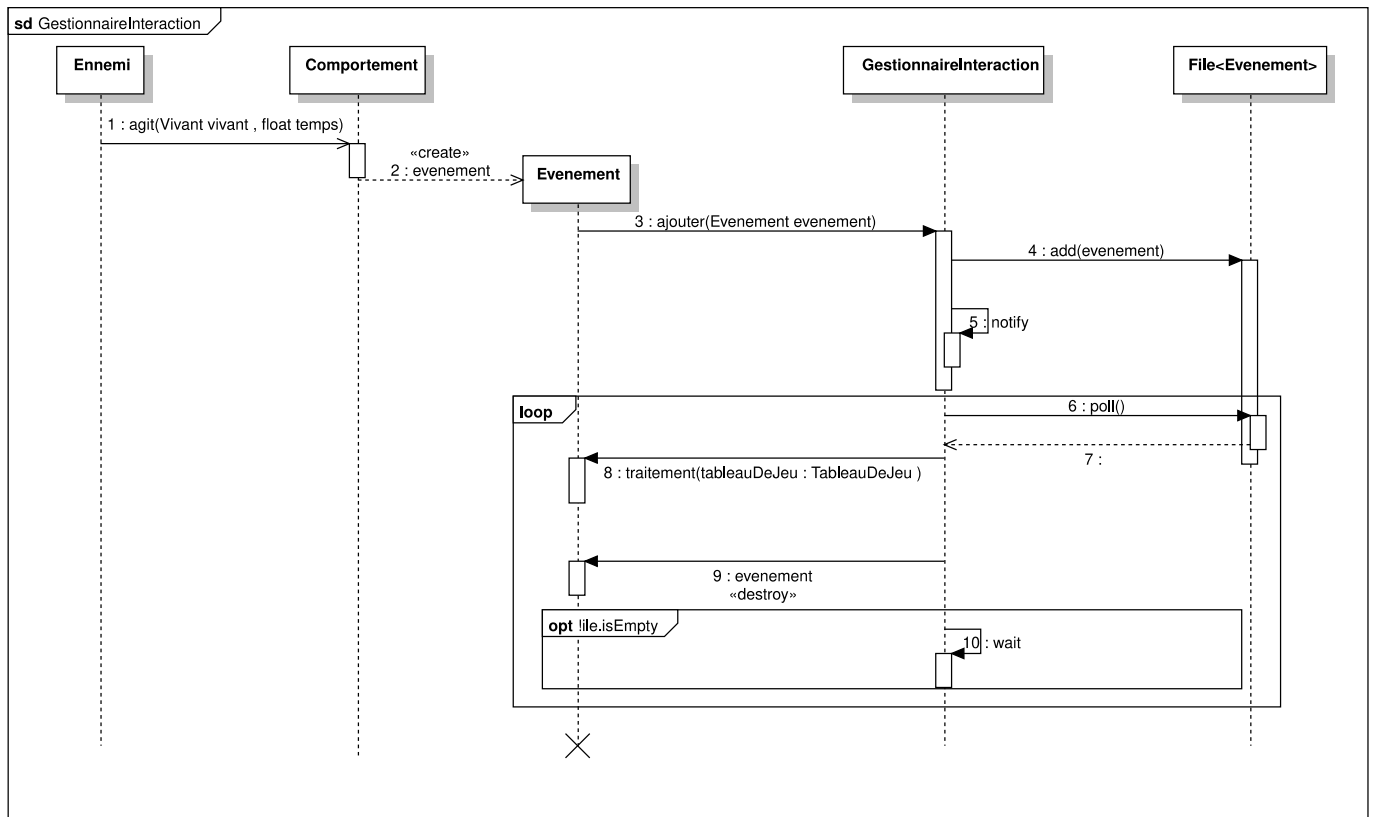 sd GestionnaireInteraction
Ennemi
Comportement
GestionnaireInteraction
File<Evenement>
1 : agit(Vivant vivant , float temps)
«create»
2 : evenement
Evenement
3 : ajouter(Evenement evenement)
4 : add(evenement)
5 : notify
loop
6 : poll()
7 :
8 : traitement(tableauDeJeu : TableauDeJeu )
9 : evenement
«destroy»
opt !ile.isEmpty
10 : wait